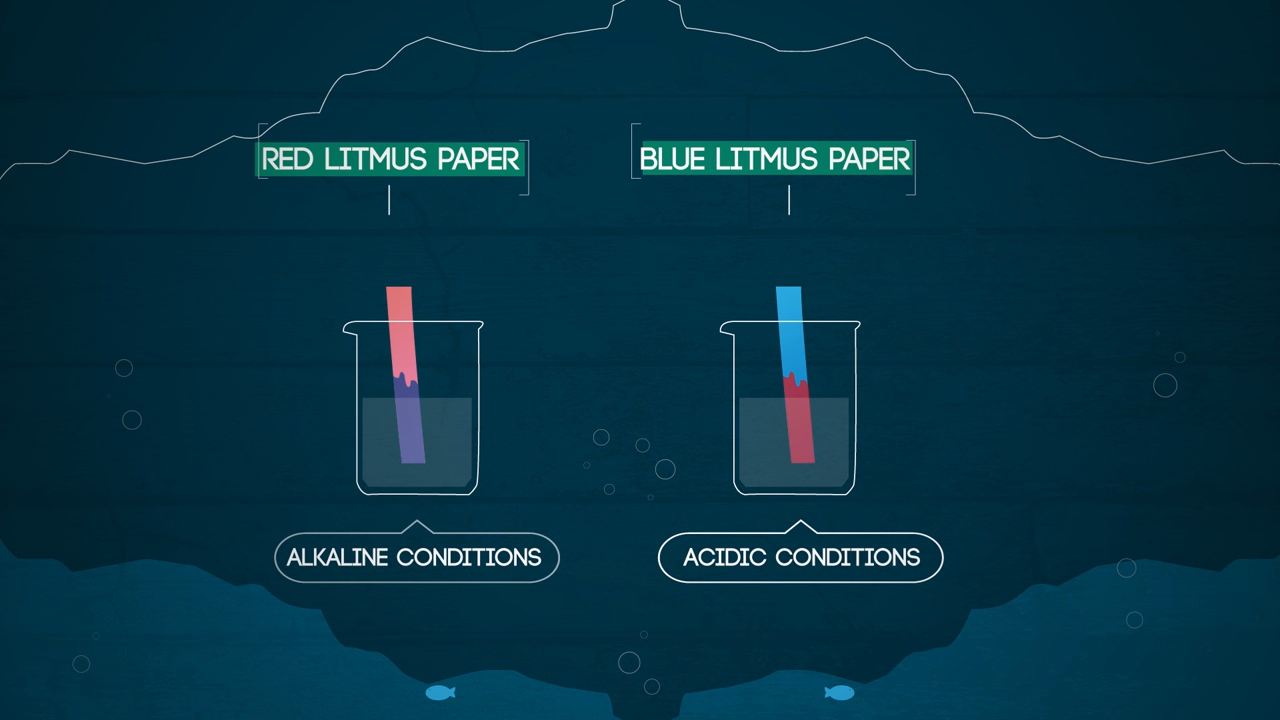 RED LITMUS PAPER
BLUE LITMUS PAPER
ALKALINE CONDITIONS
ACIDIC CONDITIONS